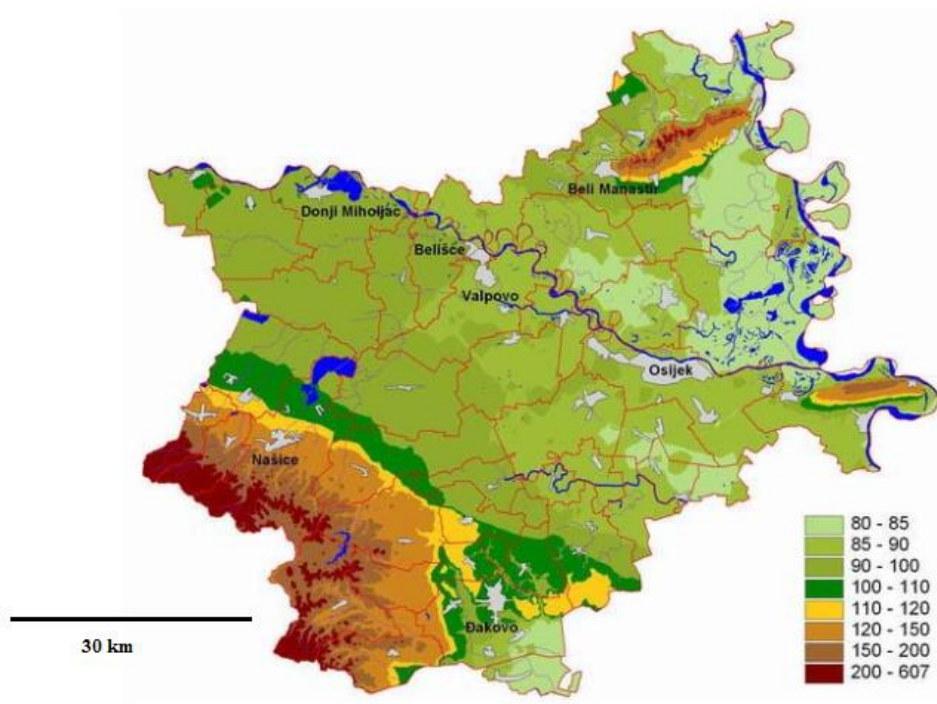 Beli Manastir
Donji Miholjac
Belišće
Valpovo
Osijek
Našice
80 - 85
85 - 90
90 - 100
100 - 110
110 - 120
120 - 150
150 - 200
200 - 607
Đakovo
30 km